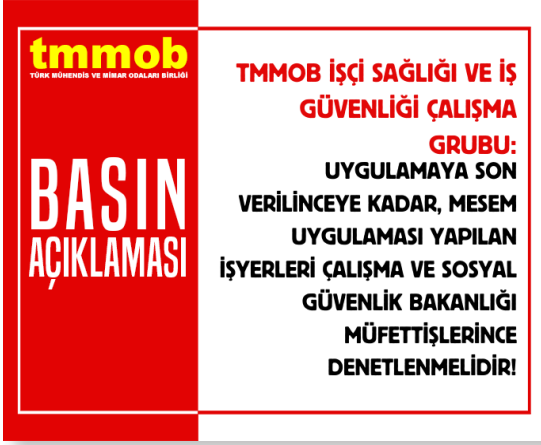 tmmob
TÜRK MÜHENDİS VE MİMAR ODALARI BİRLİĞİ
BASIN
AÇIKLAMASI
TMMOB İŞÇİ SAĞLIĞI VE İŞ
GÜVENLİĞİ ÇALIŞMA
GRUBU:
UYGULAMAYA SON
VERİLİNCEYE KADAR, MESEM
UYGULAMASI YAPILAN
İŞYERLERİ ÇALIŞMA VE SOSYAL
GÜVENLİK BAKANLIĞI
MÜFETTİŞLERİNCE
DENETLENMELİDİR!